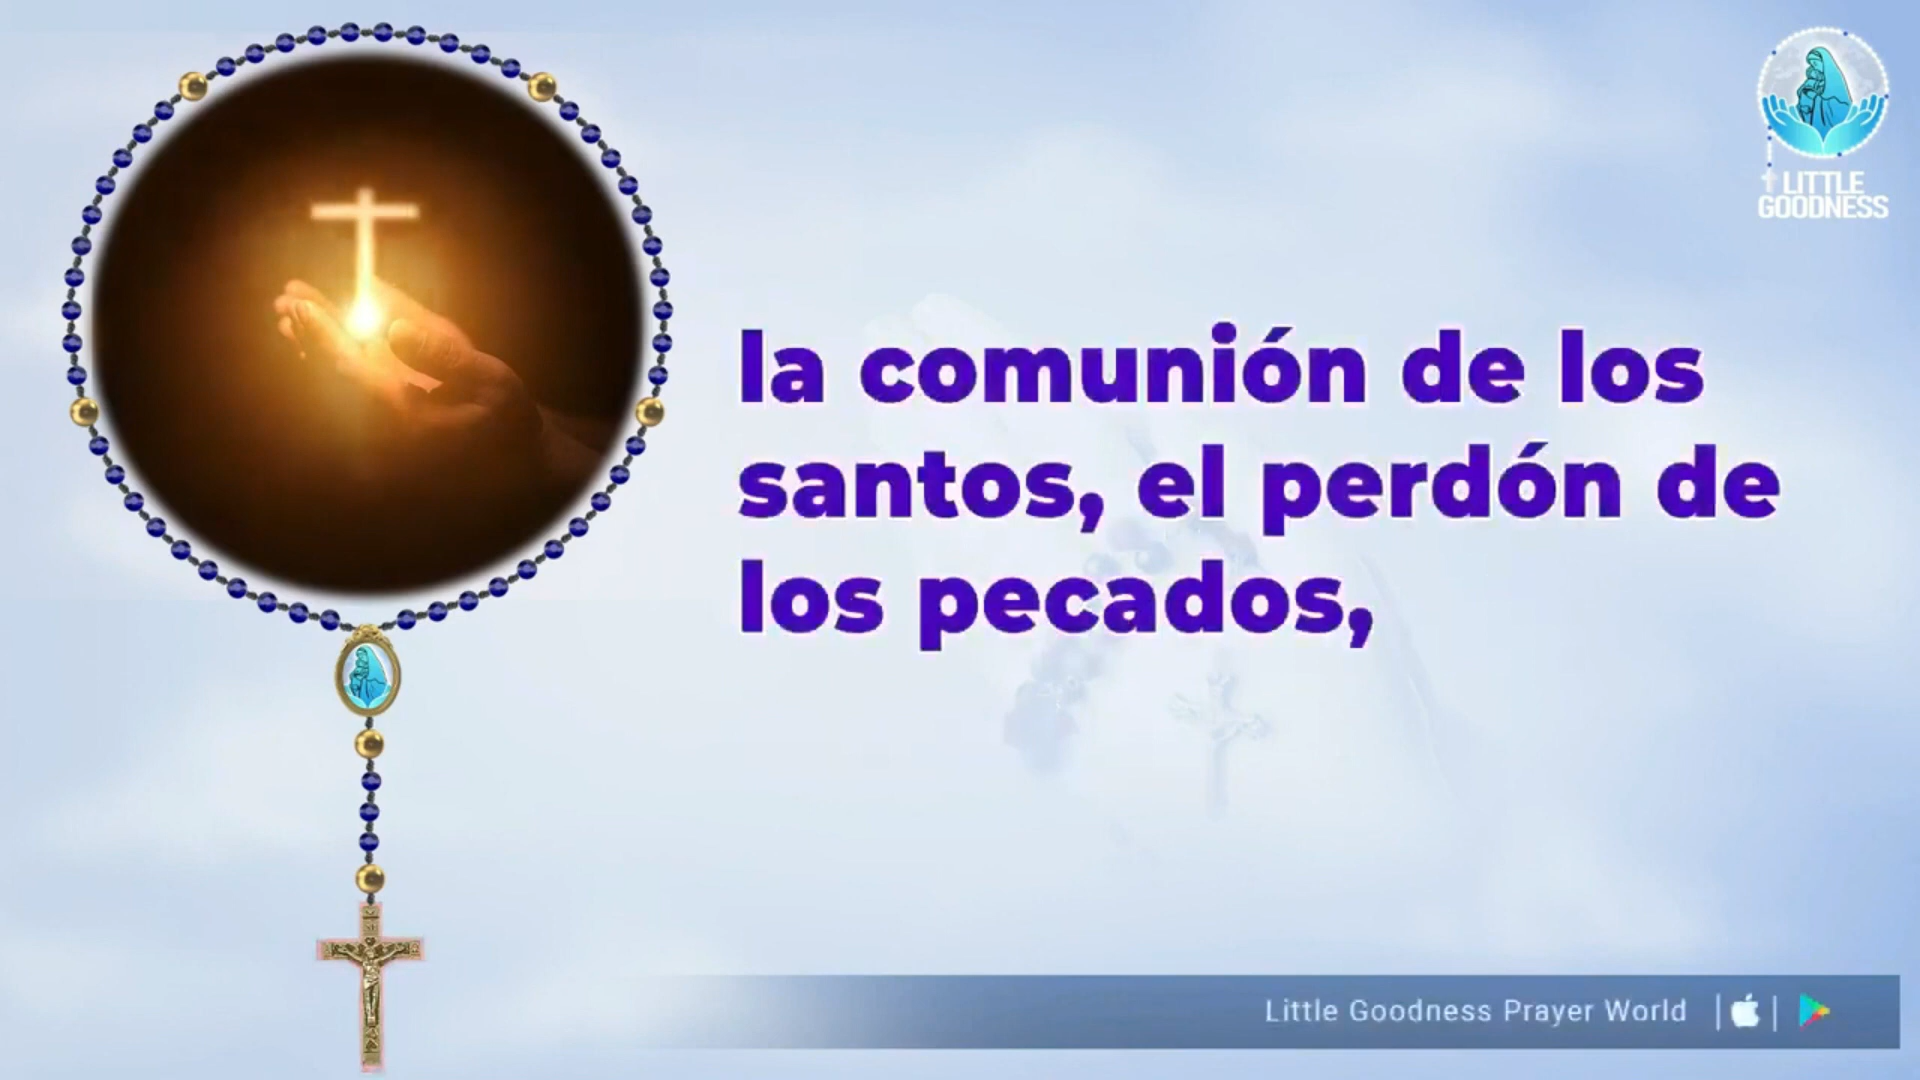 la comunión de los
santos, el perdón de
los pecados,
LITTLE
GOODNESS
Little Goodness Prayer World